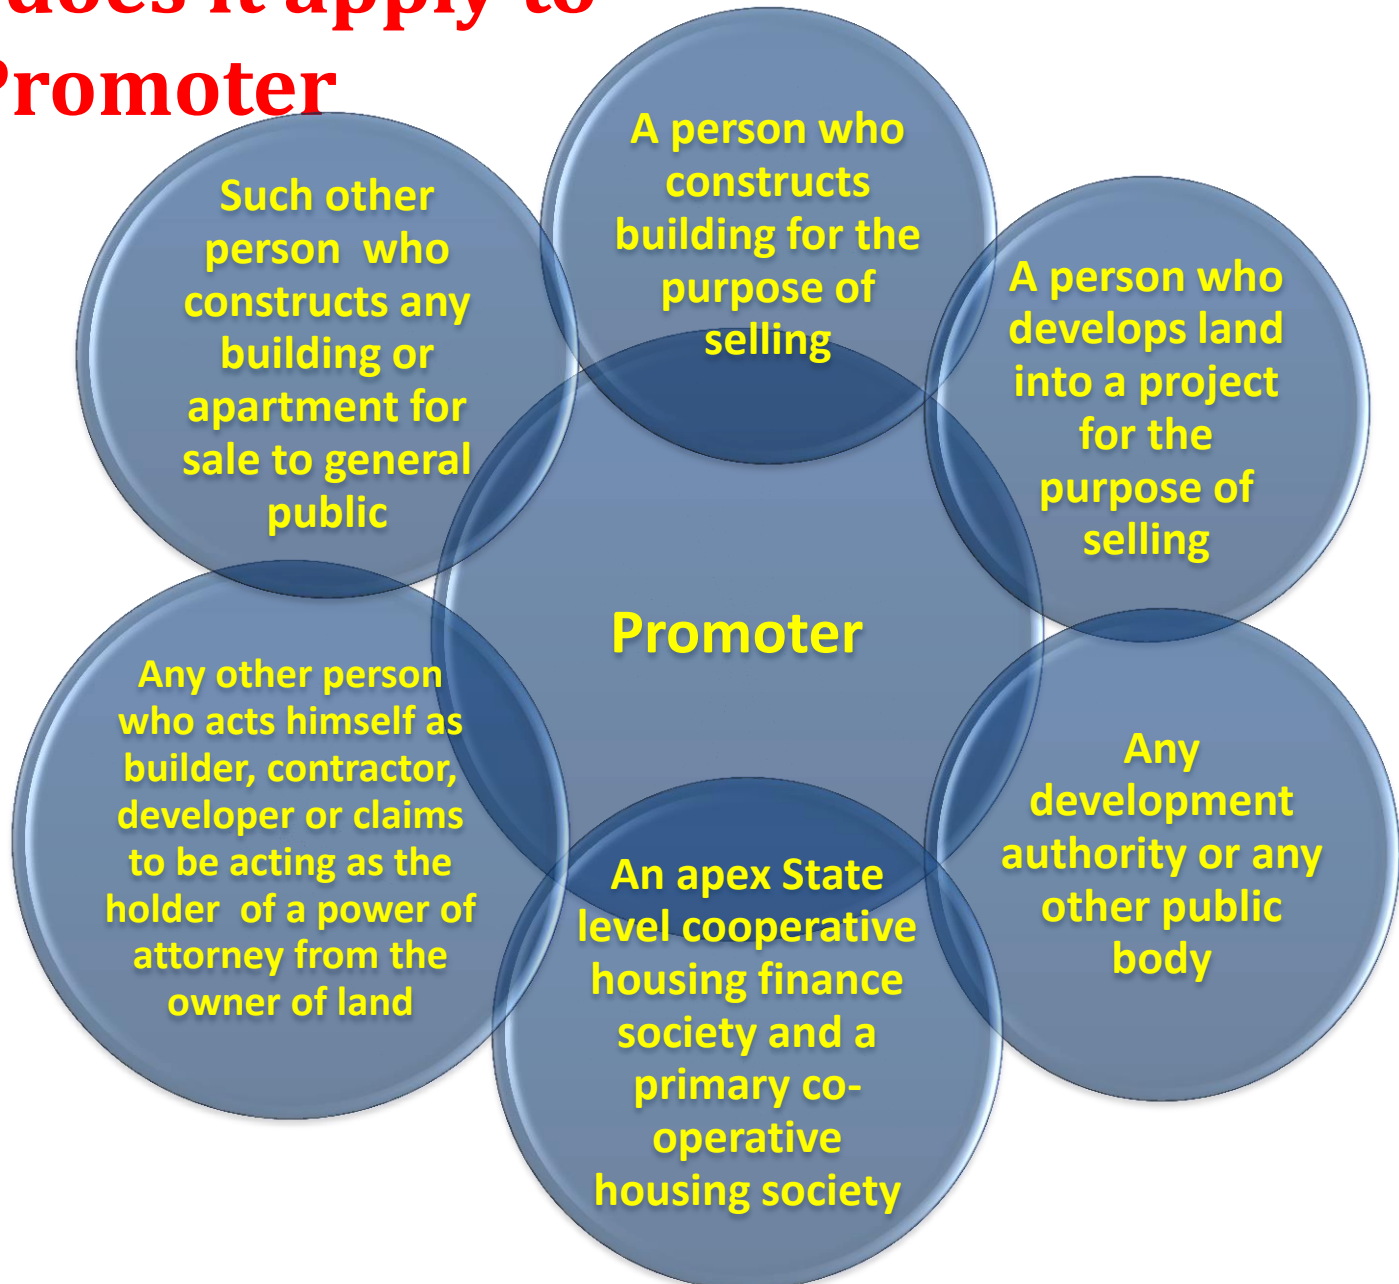 does it apply to
Promoter
A person who
constructs
building for the
purpose of
selling
A person who
develops land
into a project
for the
purpose of
selling
Any
development
authority or any
other public
body
An apex State
level cooperative
housing finance
society and a
primary co-
operative
housing society
Any other person
who acts himself as
builder, contractor,
developer or claims
to be acting as the
holder of a power of
attorney from the
owner of land
Such other
person who
constructs any
building or
apartment for
sale to general
public
Promoter